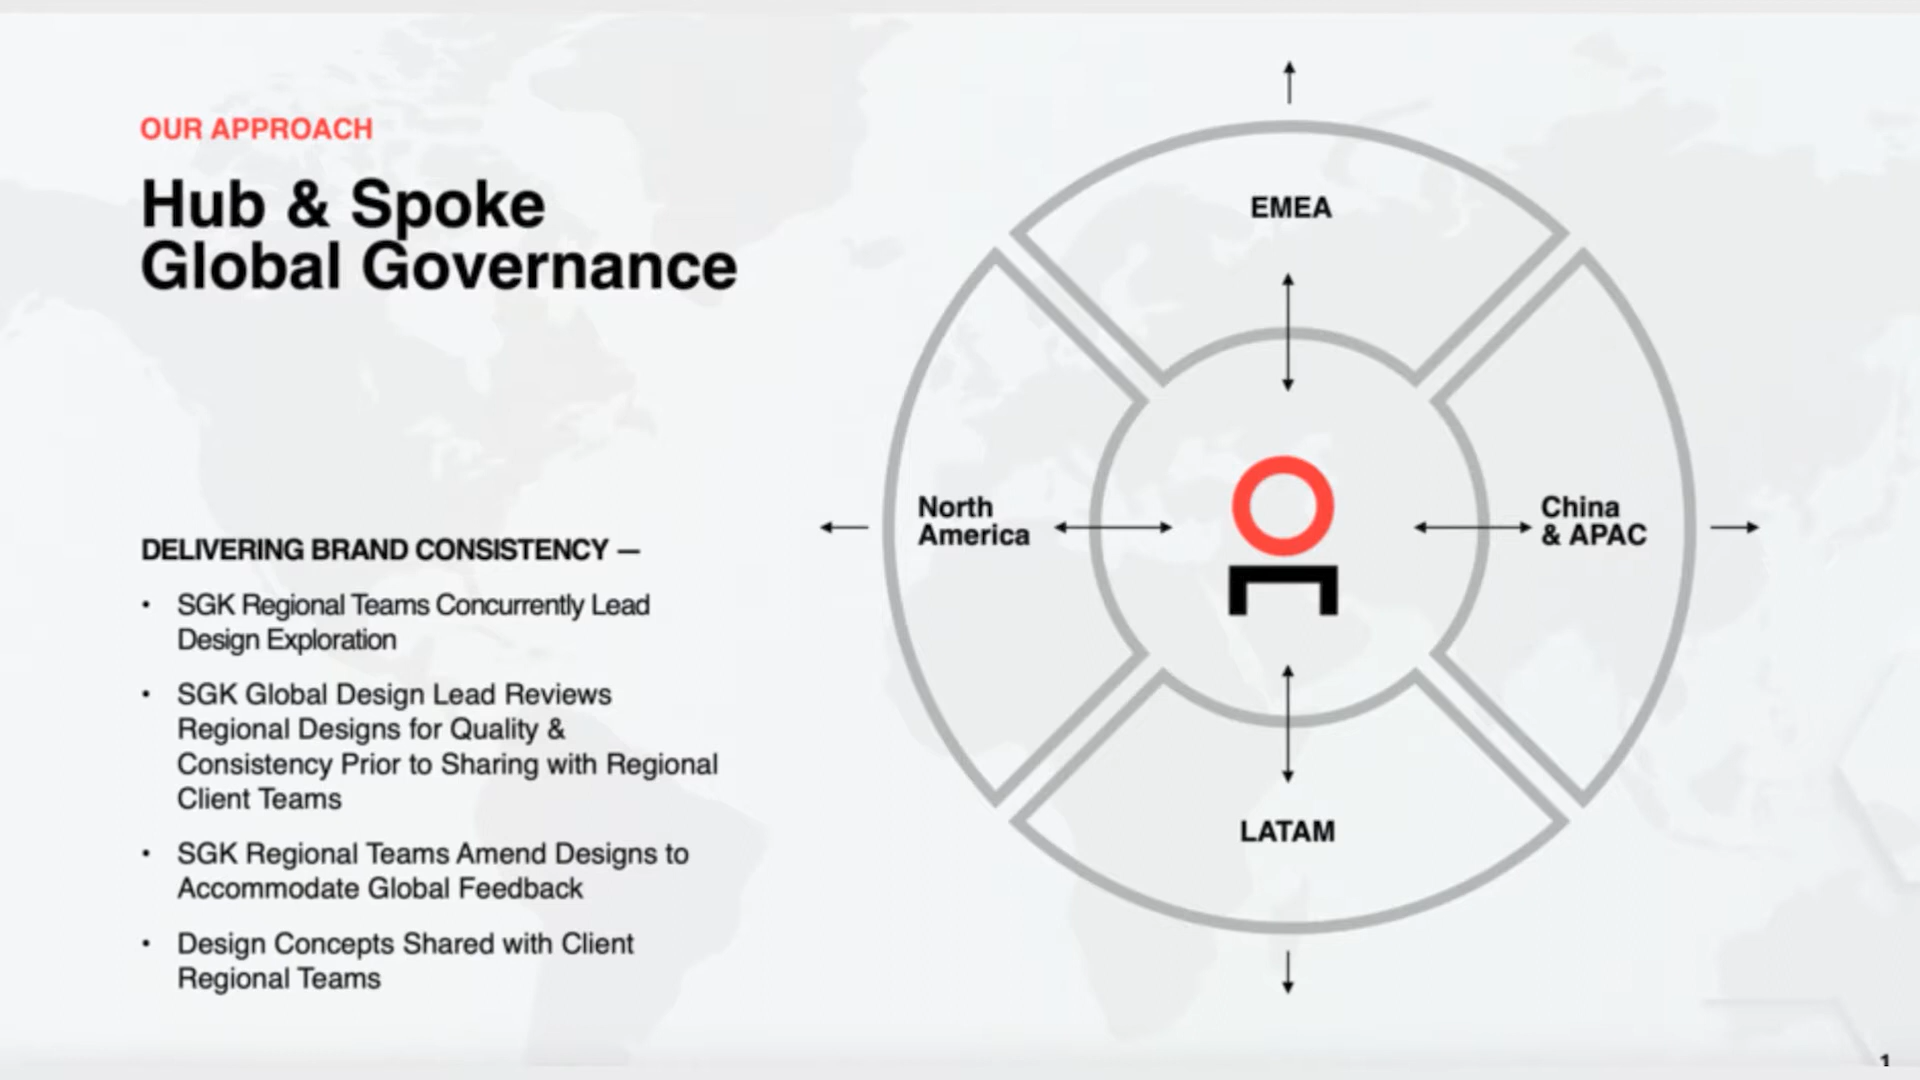 OUR APPROACH
Hub & Spoke
Global Governance
DELIVERING BRAND CONSISTENCY —
• SGK Regional Teams Concurrently Lead
Design Exploration
• SGK Global Design Lead Reviews
Regional Designs for Quality &
Consistency Prior to Sharing with Regional
Client Teams
• SGK Regional Teams Amend Designs to
Accommodate Global Feedback
• Design Concepts Shared with Client
Regional Teams
EMEA
North
America
China
& APAC
LATAM
1